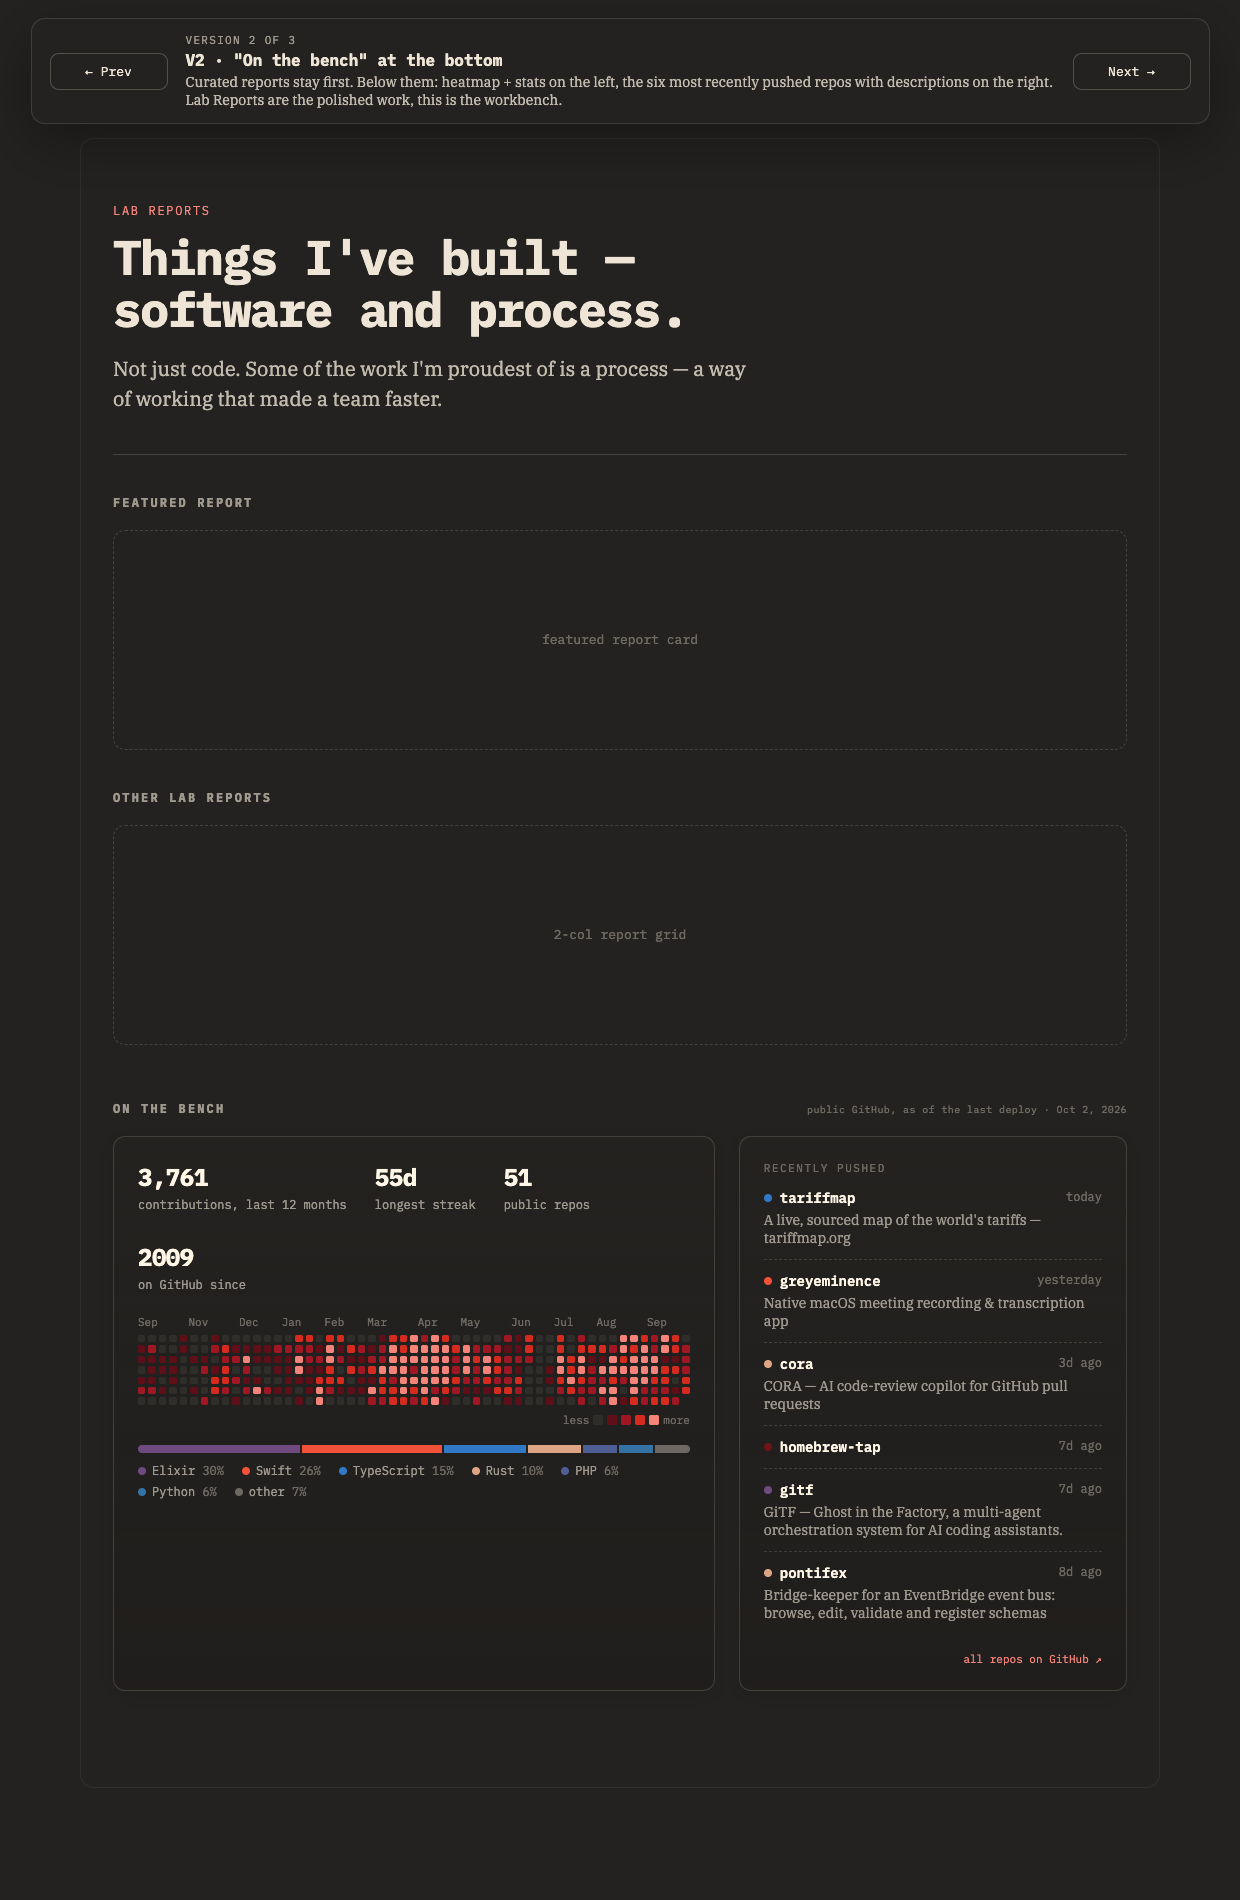 ← Prev
VERSION 2 OF 3
V2 · "On the bench" at the bottom
Curated reports stay first. Below them: heatmap + stats on the left, the six most recently pushed repos with descriptions on the right.
Lab Reports are the polished work, this is the workbench.
Next →
LAB REPORTS
Things I've built —
software and process.
Not just code. Some of the work I'm proudest of is a process — a way
of working that made a team faster.
FEATURED REPORT
featured report card
OTHER LAB REPORTS
2-col report grid
ON THE BENCH
public GitHub, as of the last deploy · Oct 2, 2026
3,761
contributions, last 12 months
55d
longest streak
51
public repos
2009
on GitHub since
Sep Nov Dec Jan Feb Mar Apr May Jun Jul Aug Sep
less more
Elixir 30% Swift 26% TypeScript 15% Rust 10% PHP 6%
Python 6% other 7%
RECENTLY PUSHED
tariffmap today
A live, sourced map of the world's tariffs —
tariffmap.org
greyeminence yesterday
Native macOS meeting recording & transcription
app
cora 3d ago
CORA — AI code-review copilot for GitHub pull
requests
homebrew-tap 7d ago
gitf 7d ago
GiTF — Ghost in the Factory, a multi-agent
orchestration system for AI coding assistants.
pontifex 8d ago
Bridge-keeper for an EventBridge event bus:
browse, edit, validate and register schemas
all repos on GitHub ↗